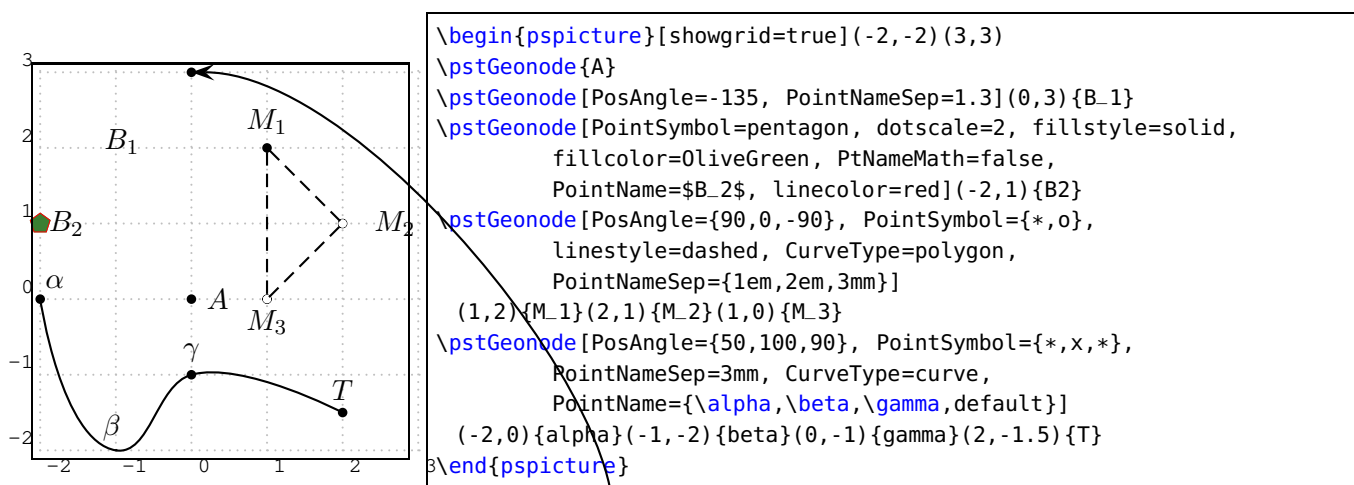 3
2
1
0
-1
-2
-2 -1 0 1 2 3
B₁
M₁
B₂
M₂
α
A
M₃
γ
T
β
\begin{pspicture}[showgrid=true](-2,-2)(3,3)
\pstGeonode{A}
\pstGeonode[PosAngle=-135, PointNameSep=1.3](0,3){B_1}
\pstGeonode[PointSymbol=pentagon, dotscale=2, fillstyle=solid,
fillcolor=OliveGreen, PtNameMath=false,
PointName=$B_2$, linecolor=red](-2,1){B2}
\pstGeonode[PosAngle={90,0,-90}, PointSymbol={*,o},
linestyle=dashed, CurveType=polygon,
PointNameSep={1em,2em,3mm}]
(1,2){M_1}(2,1){M_2}(1,0){M_3}
\pstGeonode[PosAngle={50,100,90}, PointSymbol={*,x,*},
PointNameSep=3mm, CurveType=curve,
PointName={\alpha,\beta,\gamma,default}]
(-2,0){alpha}(-1,-2){beta}(0,-1){gamma}(2,-1.5){T}
\end{pspicture}